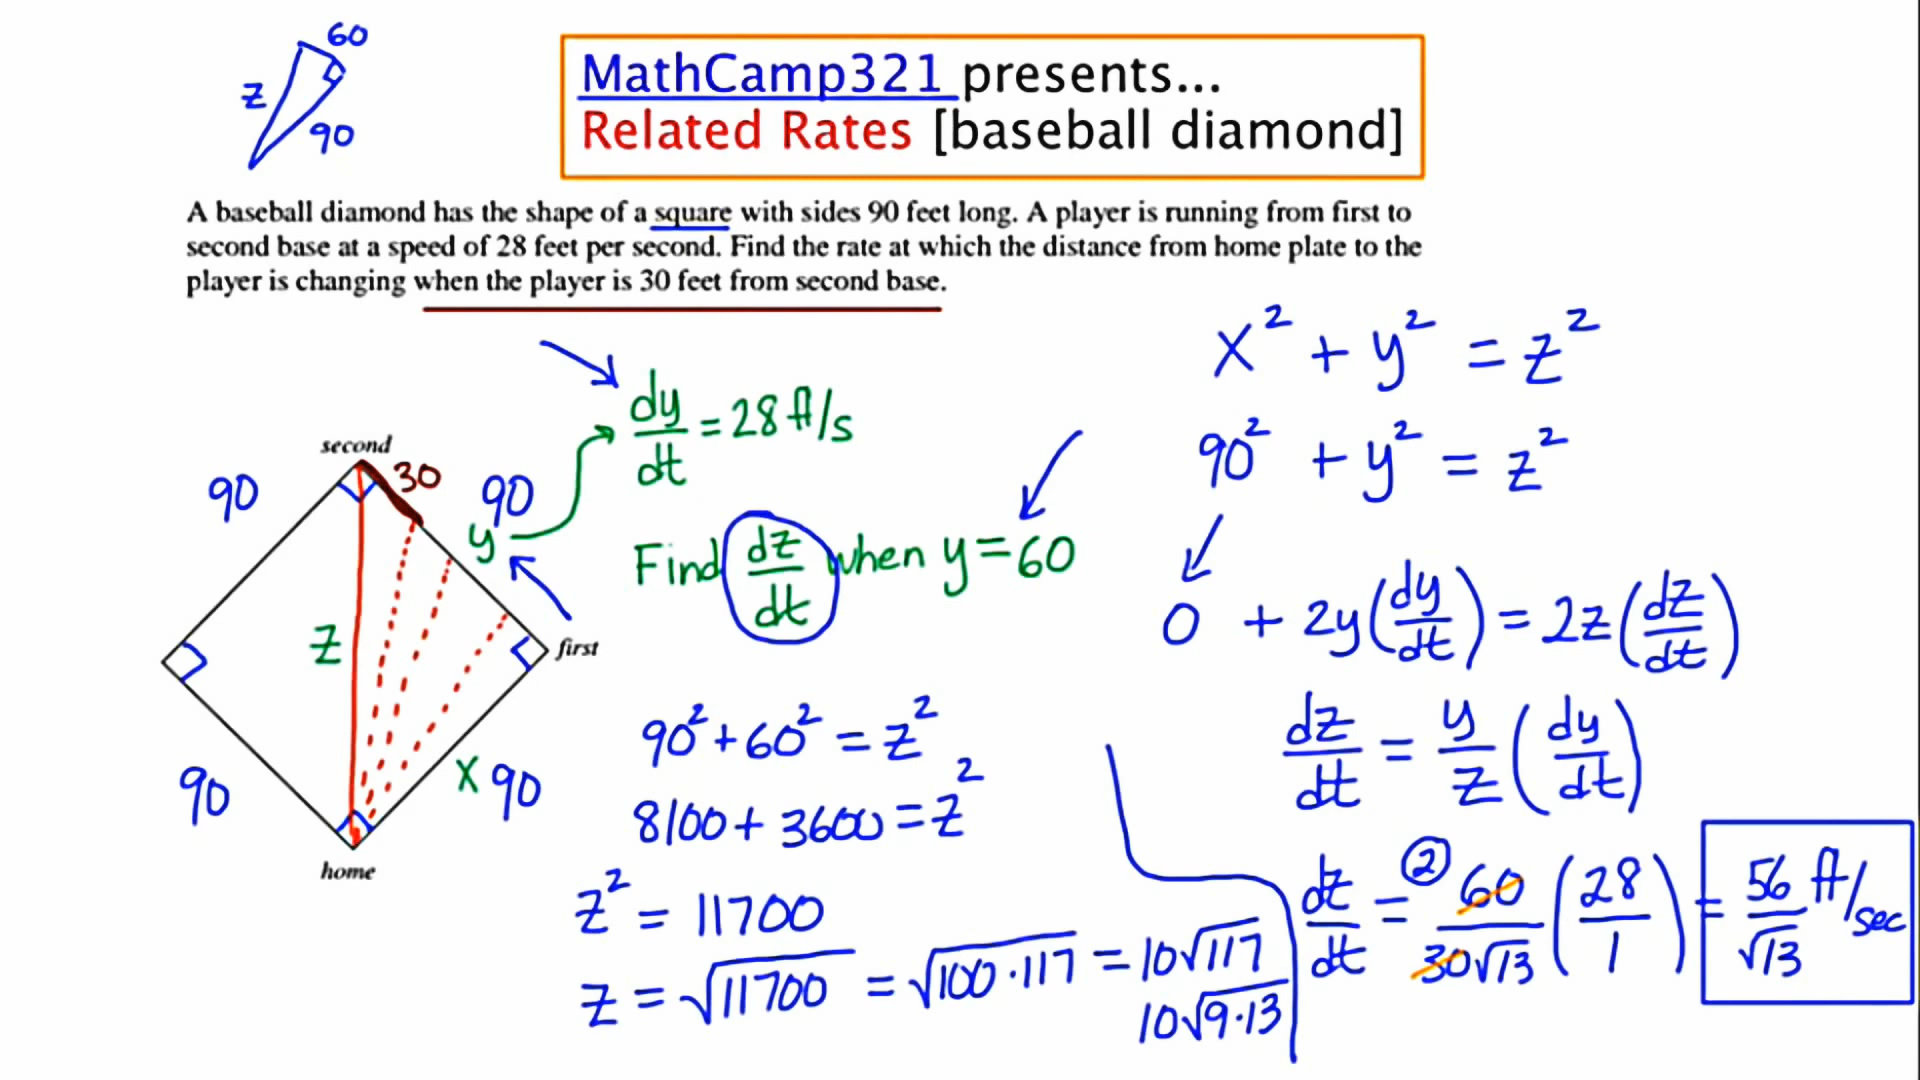 60
z
90
MathCamp321 presents...
Related Rates [baseball diamond]
A baseball diamond has the shape of a square with sides 90 feet long. A player is running from first to
second base at a speed of 28 feet per second. Find the rate at which the distance from home plate to the
player is changing when the player is 30 feet from second base.
second
30
90
90
y
z
first
90
x 90
home
dy/dt = 28 ft/s
Find dz/dt when y = 60
90² + 60² = z²
8100 + 3600 = z²
z² = 11700
z = √11700 = √100·117 = 10√117
10√9·13
x² + y² = z²
90² + y² = z²
0 + 2y(dy/dt) = 2z(dz/dt)
dz/dt = y/z (dy/dt)
dz/dt = ② 60/30√13 (28/1) = 56/√13 ft/sec